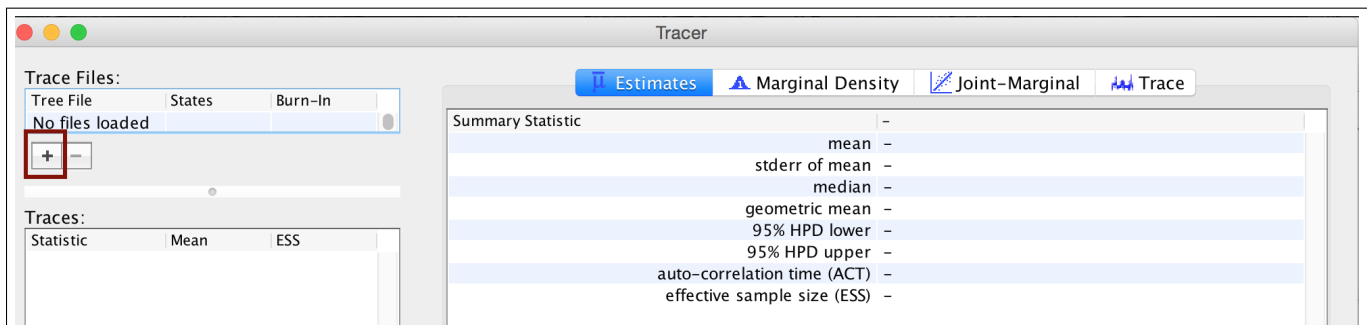 Tracer
Trace Files:
Tree File States Burn-In
No files loaded
+ −
Traces:
Statistic Mean ESS
μ Estimates Marginal Density Joint-Marginal Trace
Summary Statistic -
mean -
stderr of mean -
median -
geometric mean -
95% HPD lower -
95% HPD upper -
auto-correlation time (ACT) -
effective sample size (ESS) -